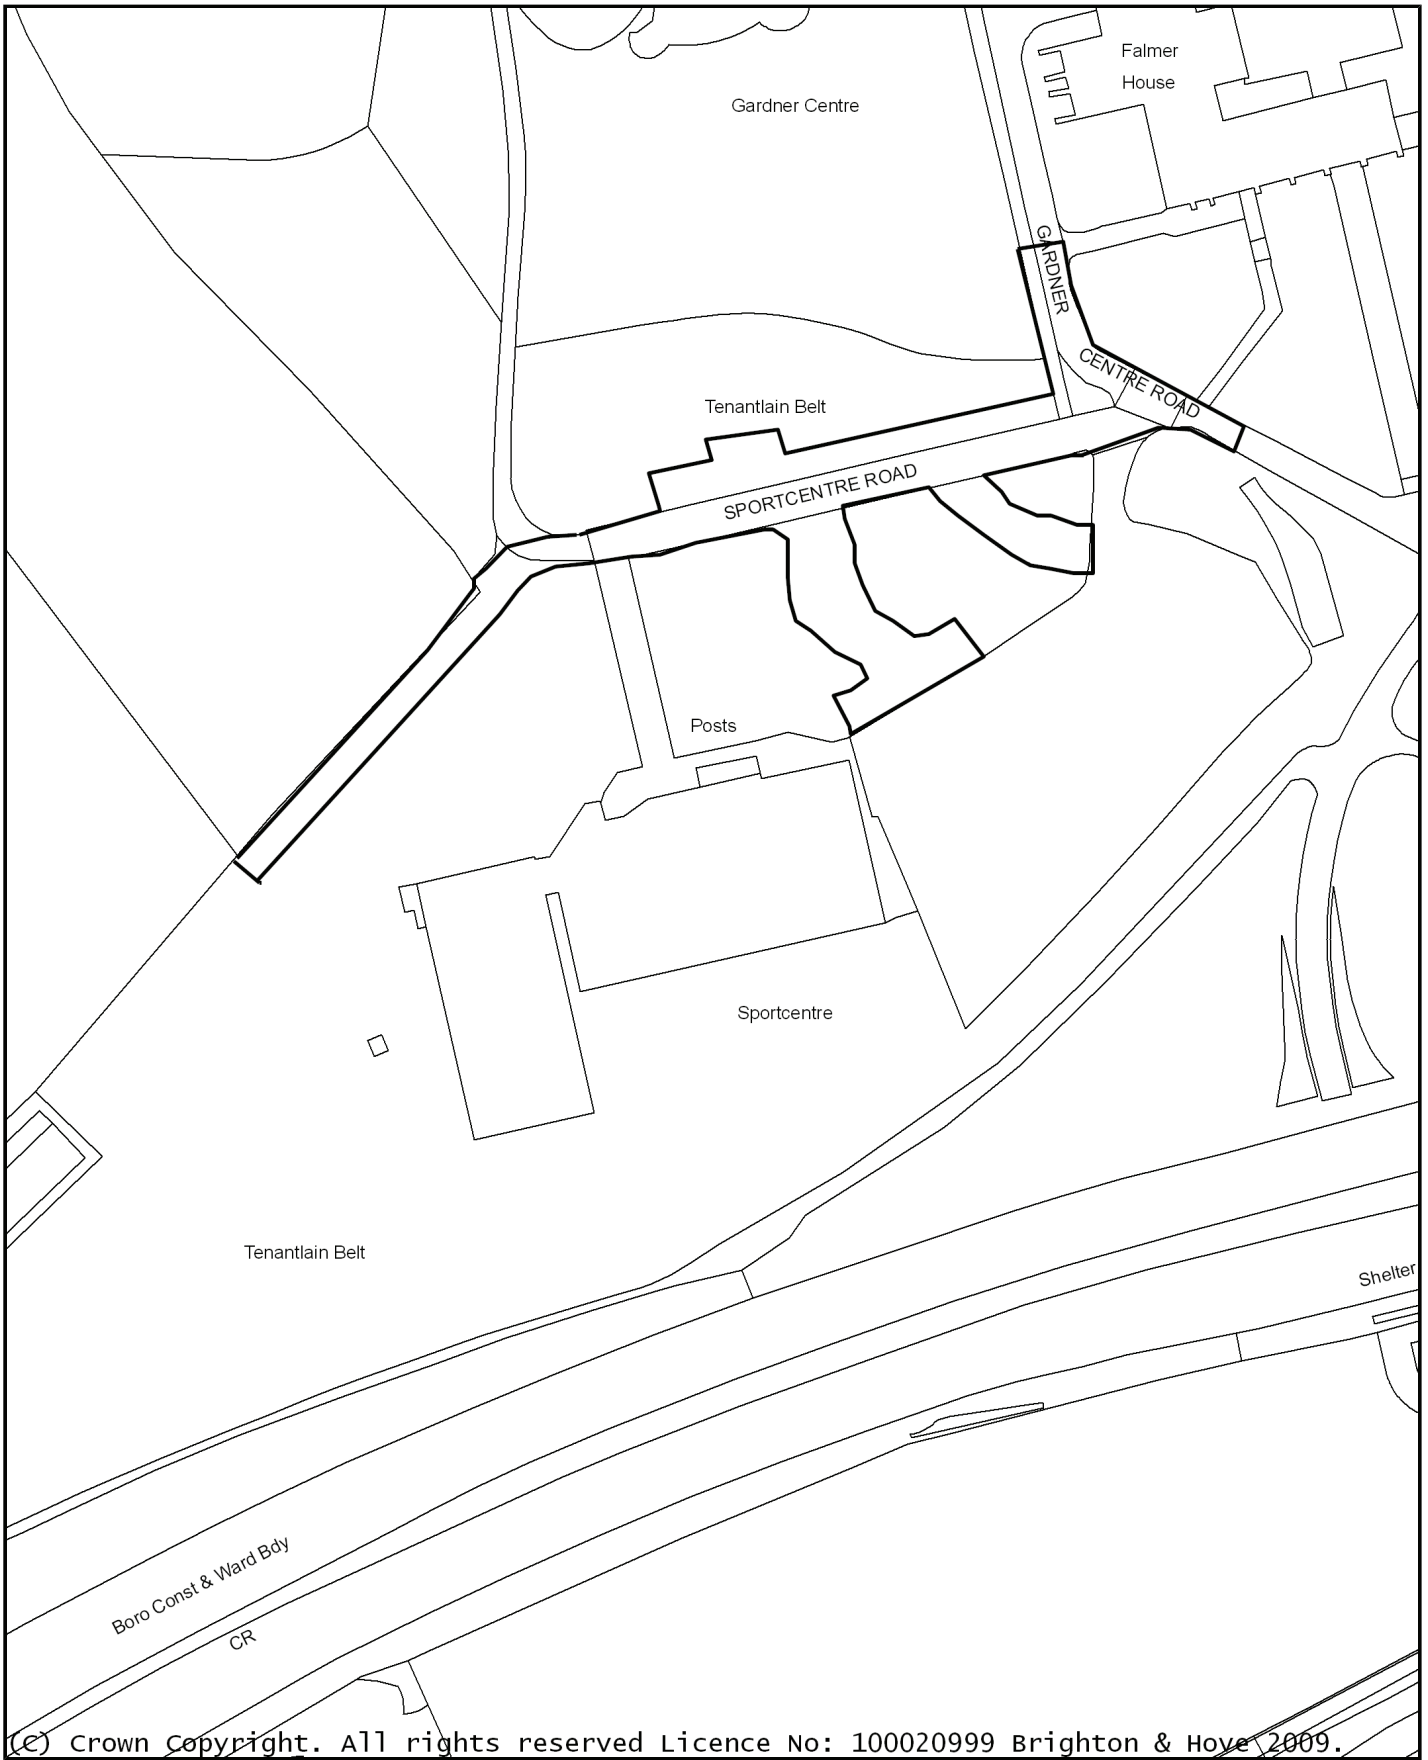 Falmer
House
Gardner Centre
GARDNER
CENTRE ROAD
Tenantlain Belt
SPORTCENTRE ROAD
Posts
Sportcentre
Tenantlain Belt
Shelter
Boro Const & Ward Bdy
CR
(C) Crown Copyright. All rights reserved Licence No: 100020999 Brighton & Hove 2009.